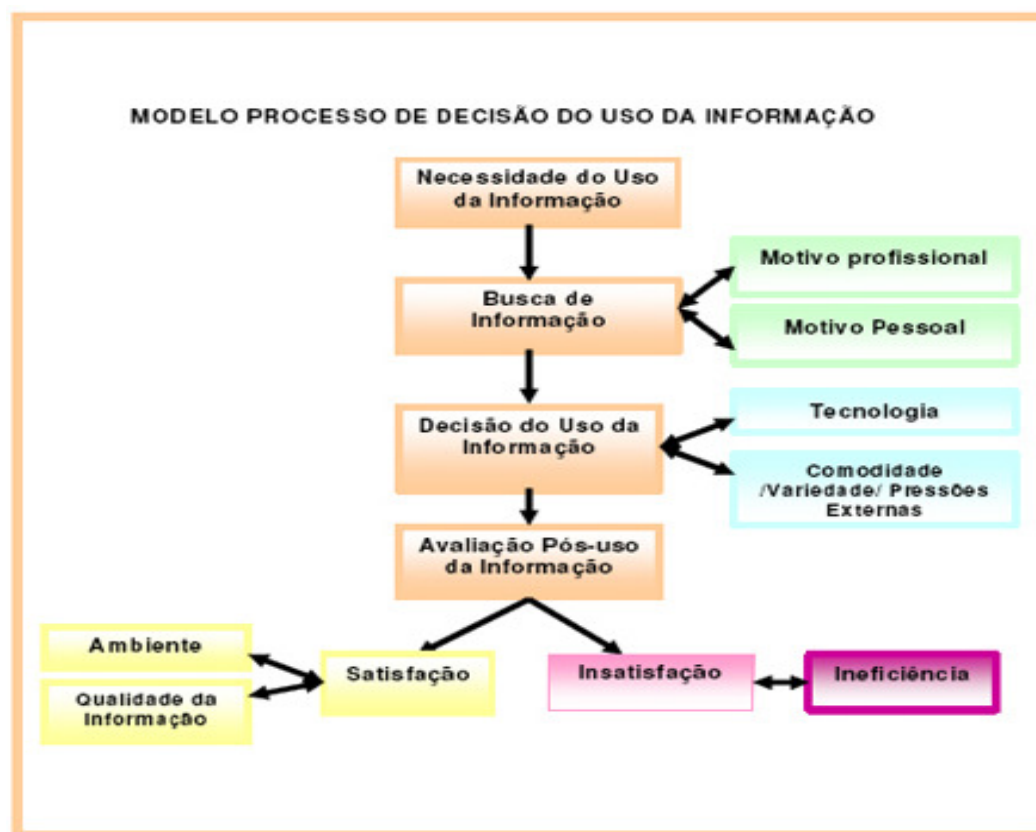 MODELO PROCESSO DE DECISÃO DO USO DA INFORMAÇÃO
Necessidade do Uso
da Informação
Busca de
Informação
Motivo profissional
Motivo Pessoal
Decisão do Uso da
Informação
Tecnologia
Comodidade
/Variedade/ Pressões
Externas
Avaliação Pós-uso
da Informação
Ambiente
Qualidade da
Informação
Satisfação
Insatisfação
Ineficiência